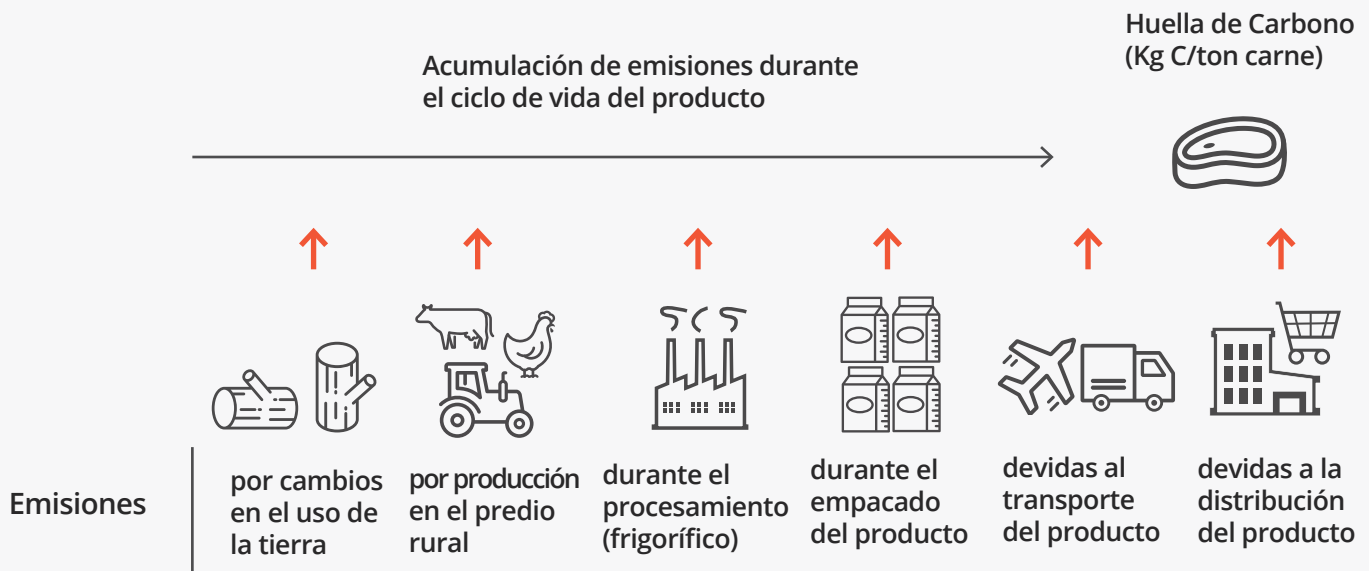 Huella de Carbono
(Kg C/ton carne)
Acumulación de emisiones durante
el ciclo de vida del producto
Emisiones
por cambios
en el uso de
la tierra
por producción
en el predio
rural
durante el
procesamiento
(frigorífico)
durante el
empacado
del producto
devidas al
transporte
del producto
devidas a la
distribución
del producto